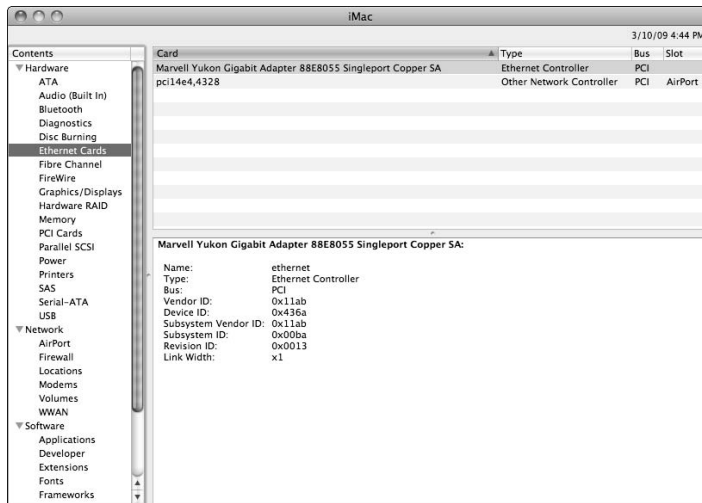 iMac
3/10/09 4:44 PM
Contents
Hardware
ATA
Audio (Built In)
Bluetooth
Diagnostics
Disc Burning
Ethernet Cards
Fibre Channel
FireWire
Graphics/Displays
Hardware RAID
Memory
PCI Cards
Parallel SCSI
Power
Printers
SAS
Serial-ATA
USB
Network
AirPort
Firewall
Locations
Modems
Volumes
WWAN
Software
Applications
Developer
Extensions
Fonts
Frameworks
Card Type Bus Slot
Marvell Yukon Gigabit Adapter 88E8055 Singleport Copper SA Ethernet Controller PCI
pci14e4,4328 Other Network Controller PCI AirPort
Marvell Yukon Gigabit Adapter 88E8055 Singleport Copper SA:
Name: ethernet
Type: Ethernet Controller
Bus: PCI
Vendor ID: 0x11ab
Device ID: 0x436a
Subsystem Vendor ID: 0x11ab
Subsystem ID: 0x00ba
Revision ID: 0x0013
Link Width: x1